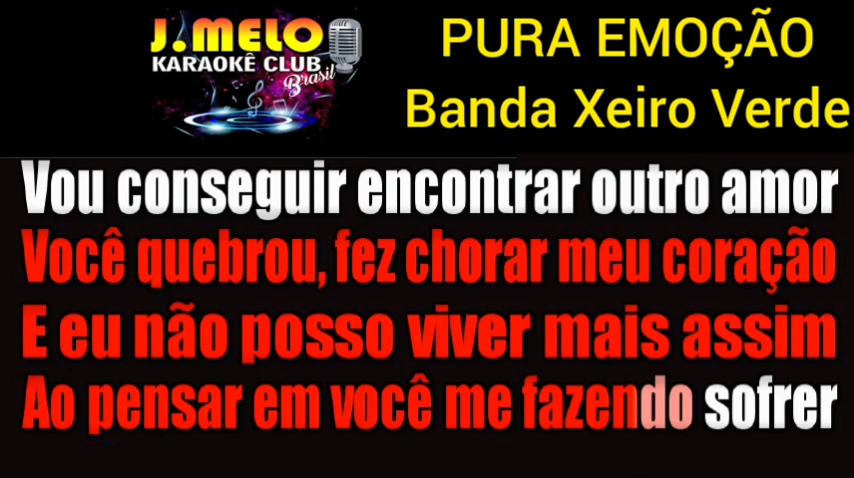 J.MELO
KARAOKÊ CLUB
Brasil
PURA EMOÇÃO
Banda Xeiro Verde
Vou conseguir encontrar outro amor
Você quebrou, fez chorar meu coração
E eu não posso viver mais assim
Ao pensar em você me fazendo sofrer